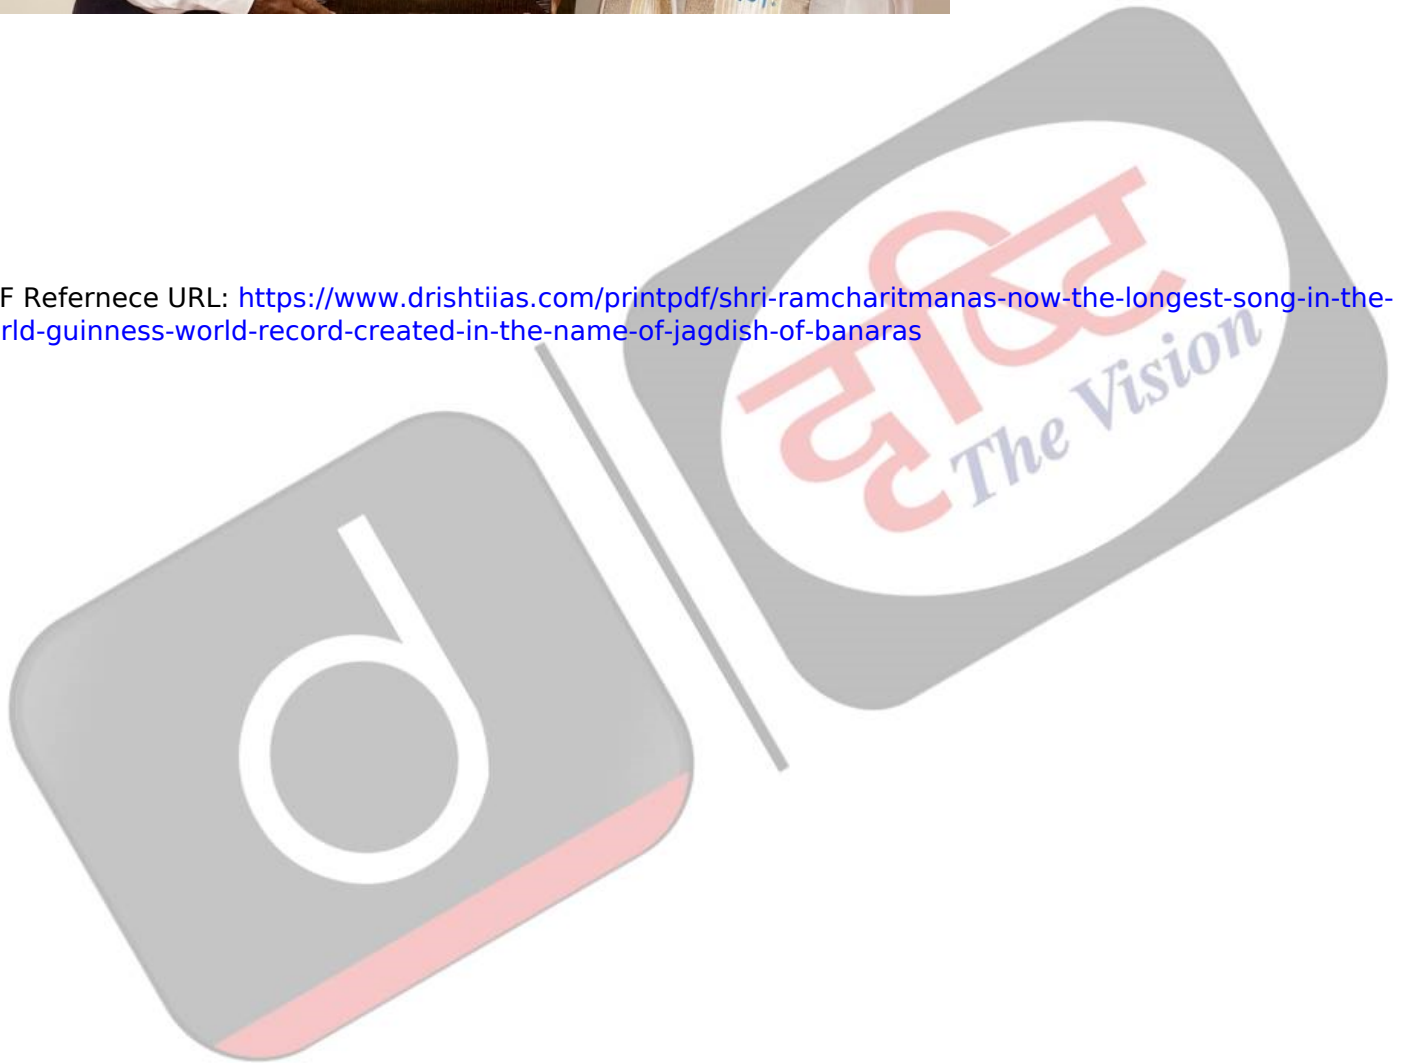 F Refernece URL: https://www.drishtiias.com/printpdf/shri-ramcharitmanas-now-the-longest-song-in-the-
rld-guinness-world-record-created-in-the-name-of-jagdish-of-banaras
दृष्टि
The Vision
d